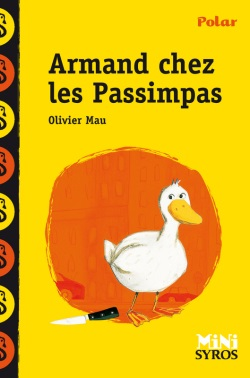 Polar
Armand chez
les Passimpas
Olivier Mau
MiNi
SYROS